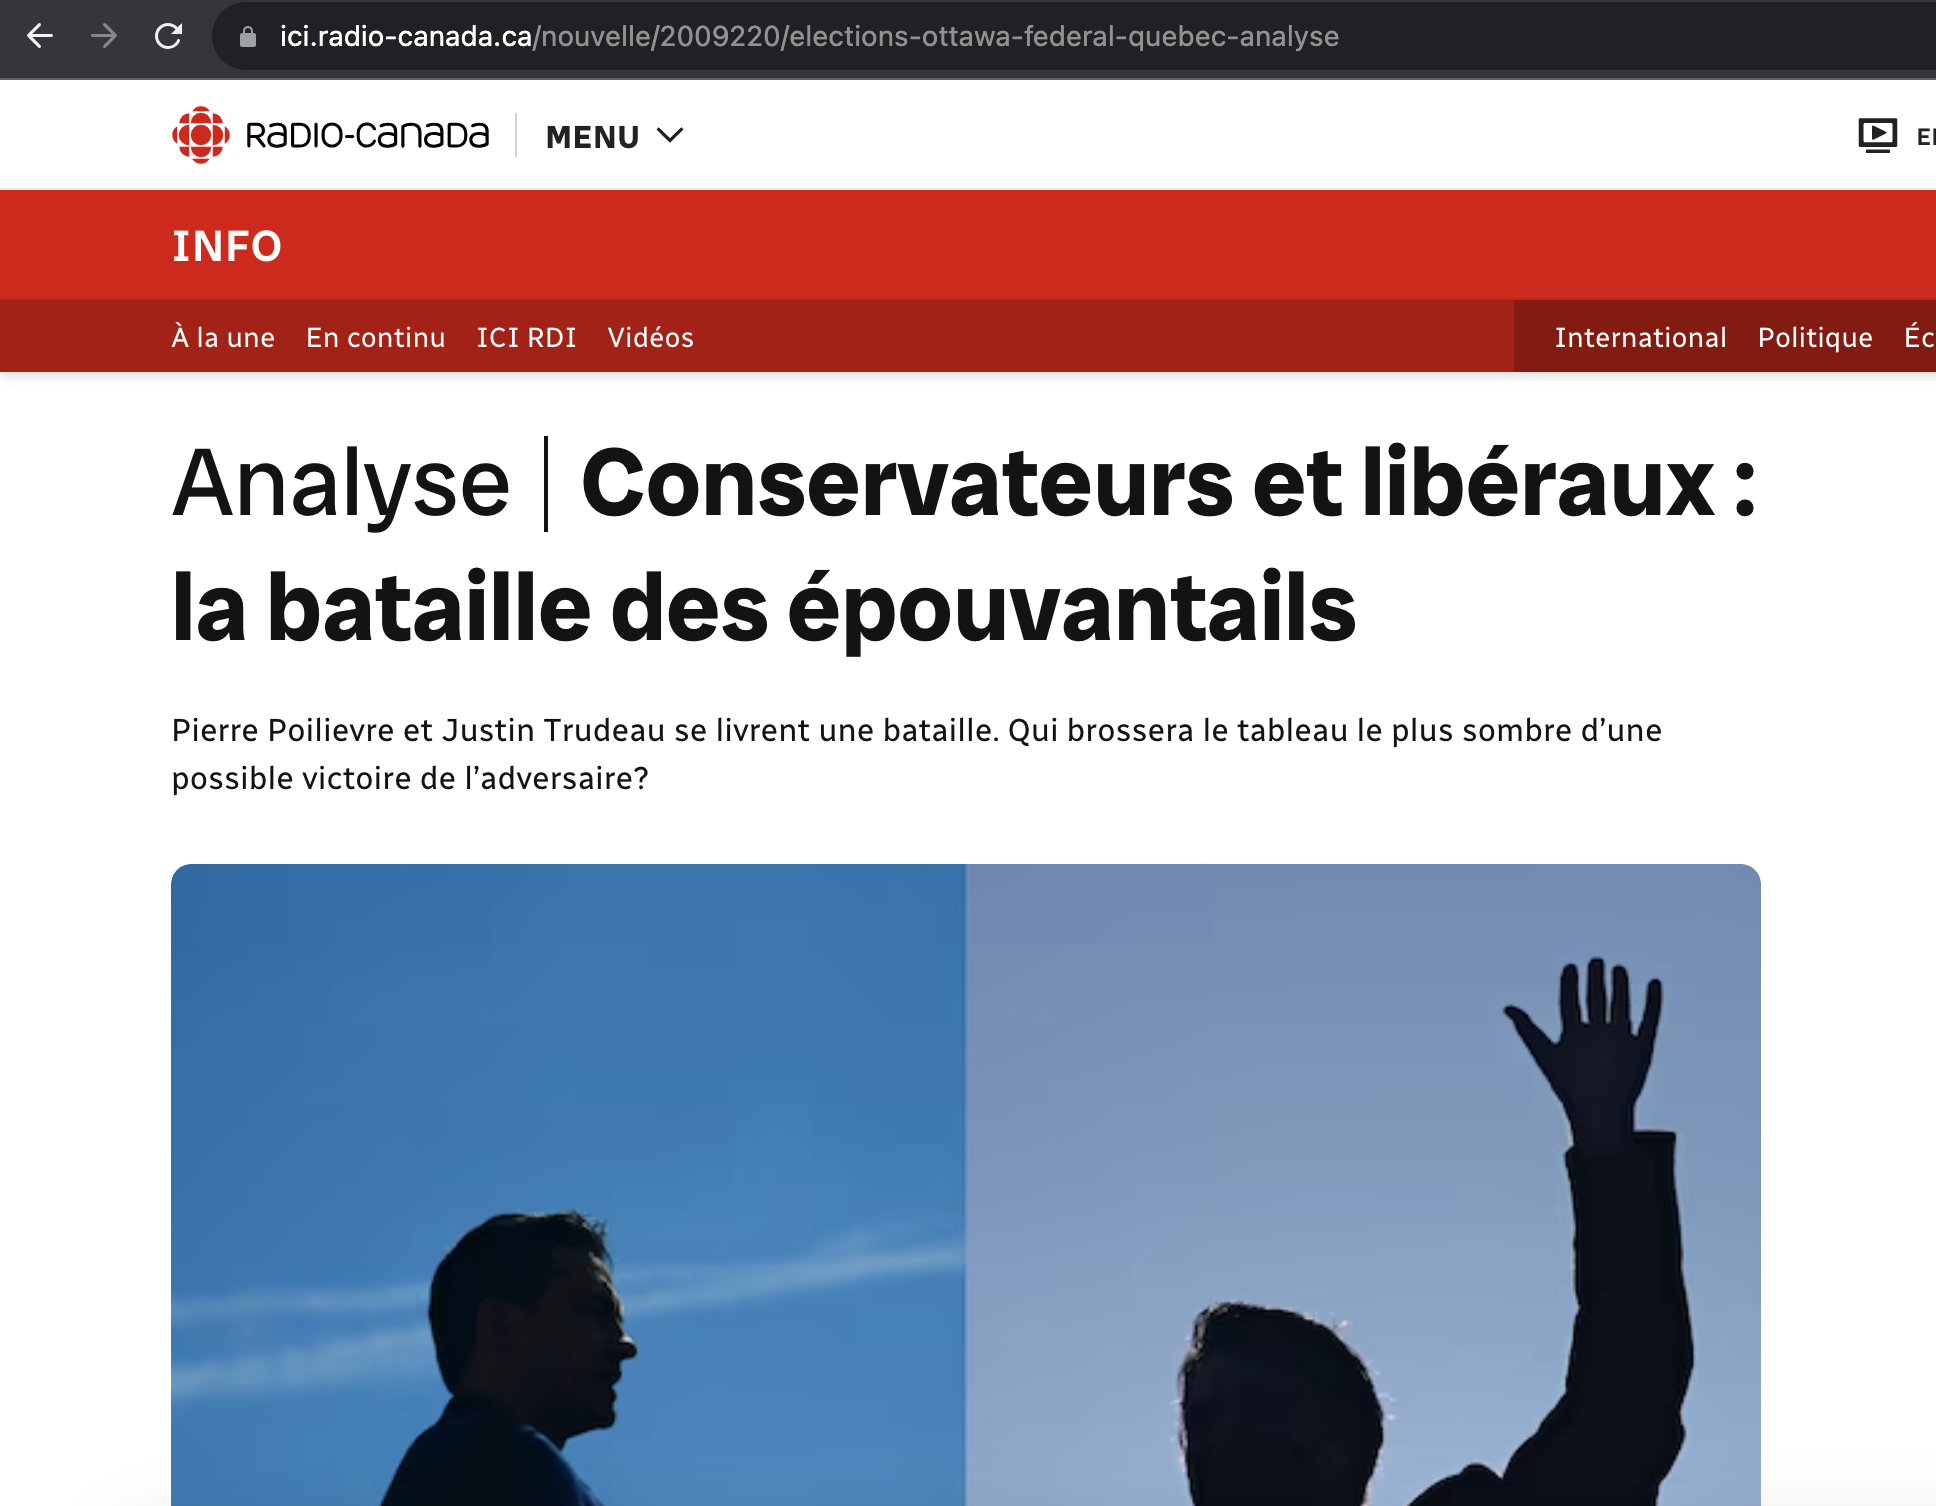 ici.radio-canada.ca/nouvelle/2009220/elections-ottawa-federal-quebec-analyse
RADIO-CANADA MENU
INFO
À la une En continu ICI RDI Vidéos International Politique
Analyse | Conservateurs et libéraux :
la bataille des épouvantails
Pierre Poilievre et Justin Trudeau se livrent une bataille. Qui brossera le tableau le plus sombre d’une
possible victoire de l’adversaire?